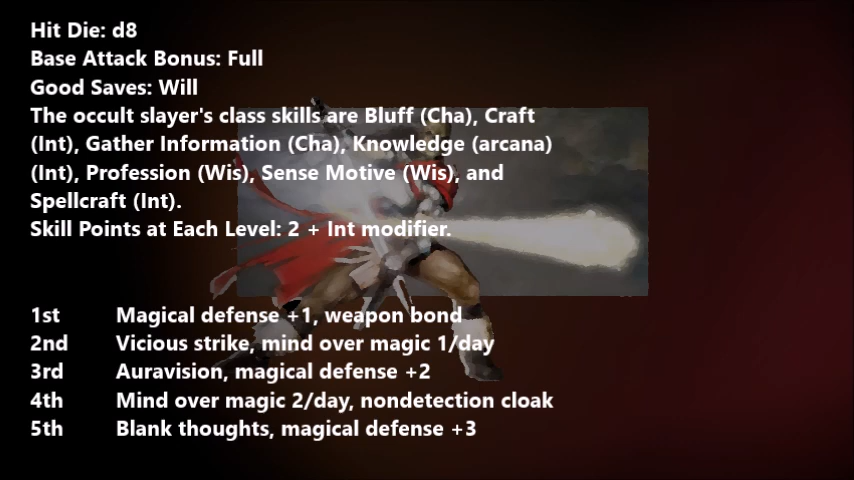 Hit Die: d8
Base Attack Bonus: Full
Good Saves: Will
The occult slayer's class skills are Bluff (Cha), Craft
(Int), Gather Information (Cha), Knowledge (arcana)
(Int), Profession (Wis), Sense Motive (Wis), and
Spellcraft (Int).
Skill Points at Each Level: 2 + Int modifier.
1st Magical defense +1, weapon bond
2nd Vicious strike, mind over magic 1/day
3rd Auravision, magical defense +2
4th Mind over magic 2/day, nondetection cloak
5th Blank thoughts, magical defense +3